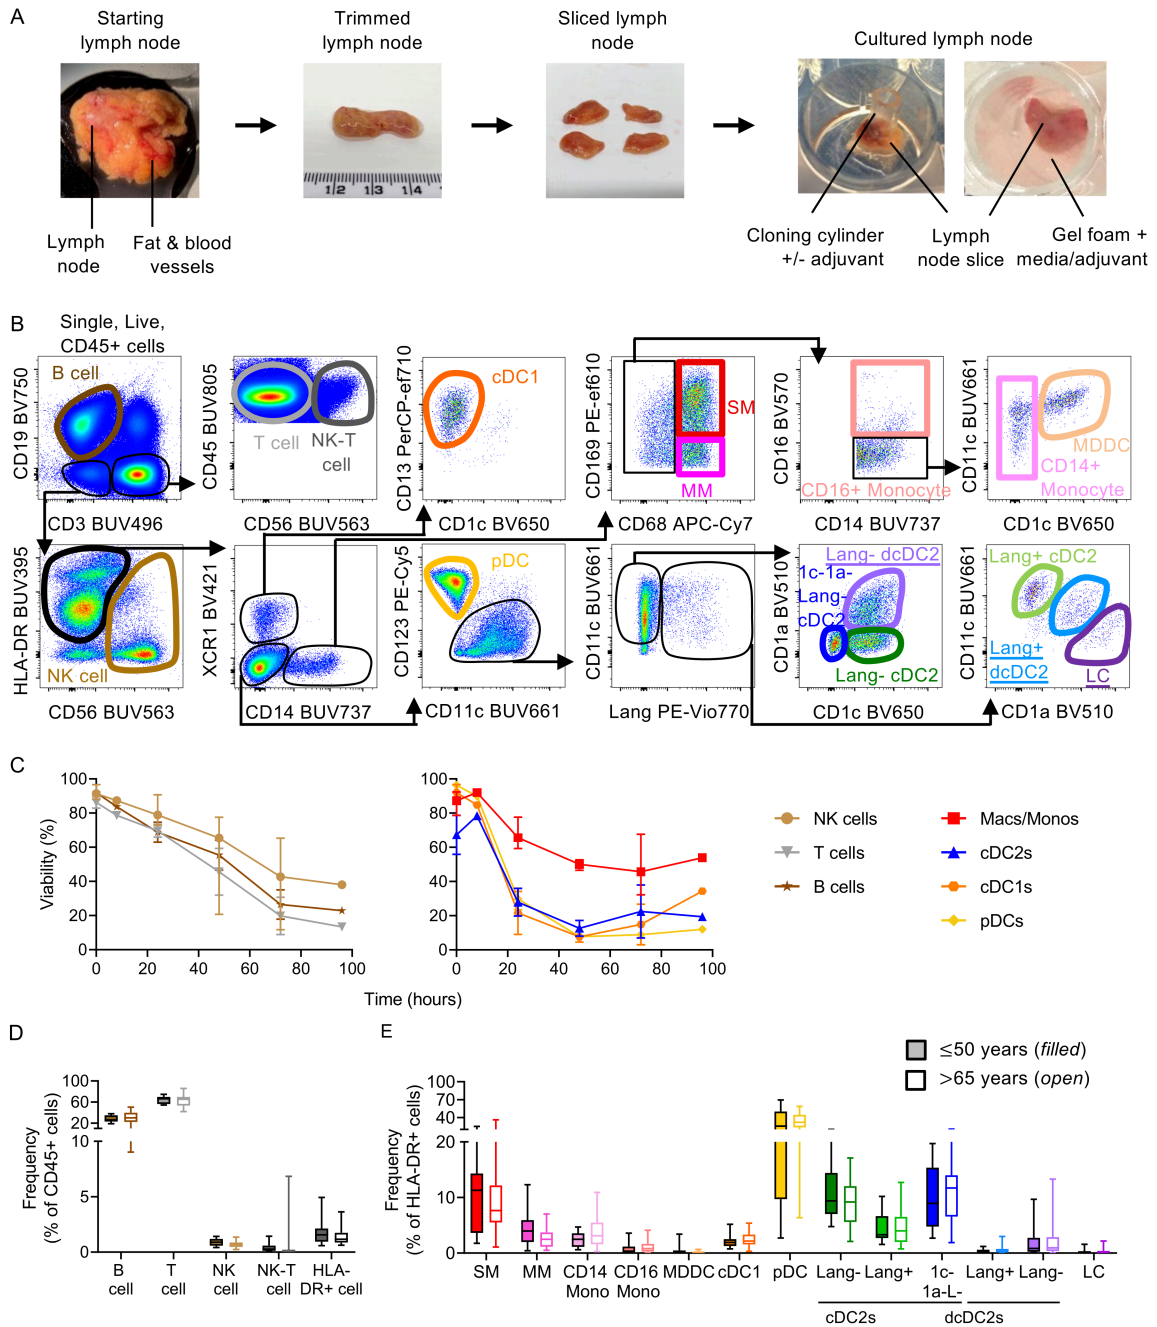 A
Starting
lymph node
Trimmed
lymph node
Sliced lymph
node
Cultured lymph node
12 13 14
Lymph
node
Fat & blood
vessels
Cloning cylinder
+/- adjuvant
Lymph
node slice
Gel foam +
media/adjuvant
B
Single, Live,
CD45+ cells
CD19 BV750
B cell
CD3 BUV496
CD45 BUV805
T cell
NK-T
cell
CD56 BUV563
CD13 PerCP-ef710
cDC1
CD1c BV650
CD169 PE-ef610
SM
MM
CD68 APC-Cy7
CD16 BV570
CD16+ Monocyte
CD14 BUV737
CD11c BUV661
MDDC
CD14+
Monocyte
CD1c BV650
HLA-DR BUV395
NK cell
CD56 BUV563
XCR1 BV421
CD14 BUV737
CD123 PE-Cy5
pDC
CD11c BUV661
CD11c BUV661
Lang PE-Vio770
CD1a BV510
Lang- dcDC2
1c-1a-
Lang-
cDC2
Lang- cDC2
CD1c BV650
CD11c BUV661
Lang+ cDC2
Lang+
dcDC2
LC
CD1a BV510
C
Viability (%)
100
80
60
40
20
0
0 20 40 60 80 100
100
80
60
40
20
0
0 20 40 60 80 100
Time (hours)
NK cells
T cells
B cells
Macs/Monos
cDC2s
cDC1s
pDCs
D
Frequency
(% of CD45+ cells)
100
60
20
10
5
0
B
cell
T
cell
NK
cell
NK-T
cell
HLA-
DR+ cell
E
≤50 years (filled)
>65 years (open)
Frequency
(% of HLA-DR+ cells)
100
70
40
20
10
0
SM
MM
CD14
Mono
CD16
Mono
MDDC
cDC1
pDC
Lang-
Lang+
1c-
1a-L-
Lang+
Lang-
LC
cDC2s
dcDC2s